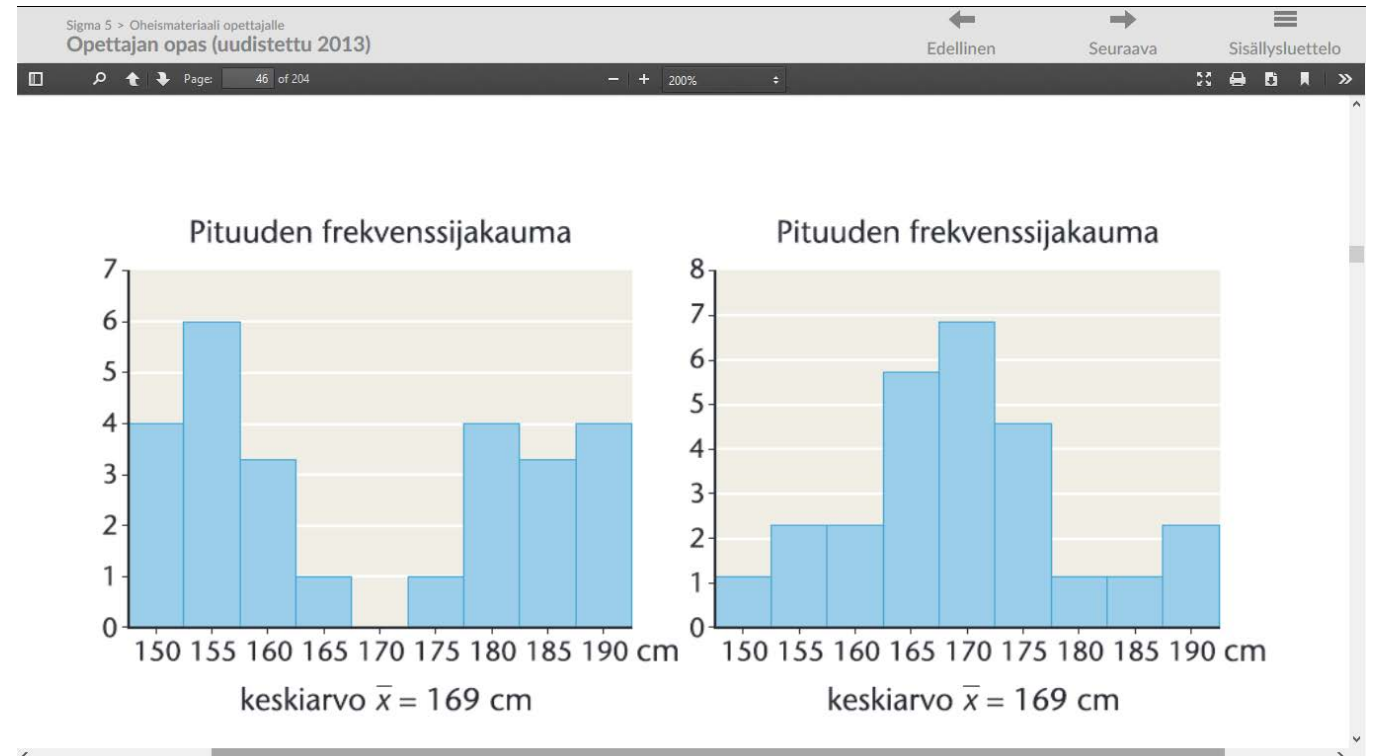 Sigma 5 > Oheismateriaali opettajalle
Opettajan opas (uudistettu 2013)
Edellinen
Seuraava
Sisällysluettelo
Page: 46 of 204
200%
Pituuden frekvenssijakauma
7
6
5
4
3
2
1
0
150 155 160 165 170 175 180 185 190 cm
keskiarvo x̅ = 169 cm
Pituuden frekvenssijakauma
8
7
6
5
4
3
2
1
0
150 155 160 165 170 175 180 185 190 cm
keskiarvo x̅ = 169 cm